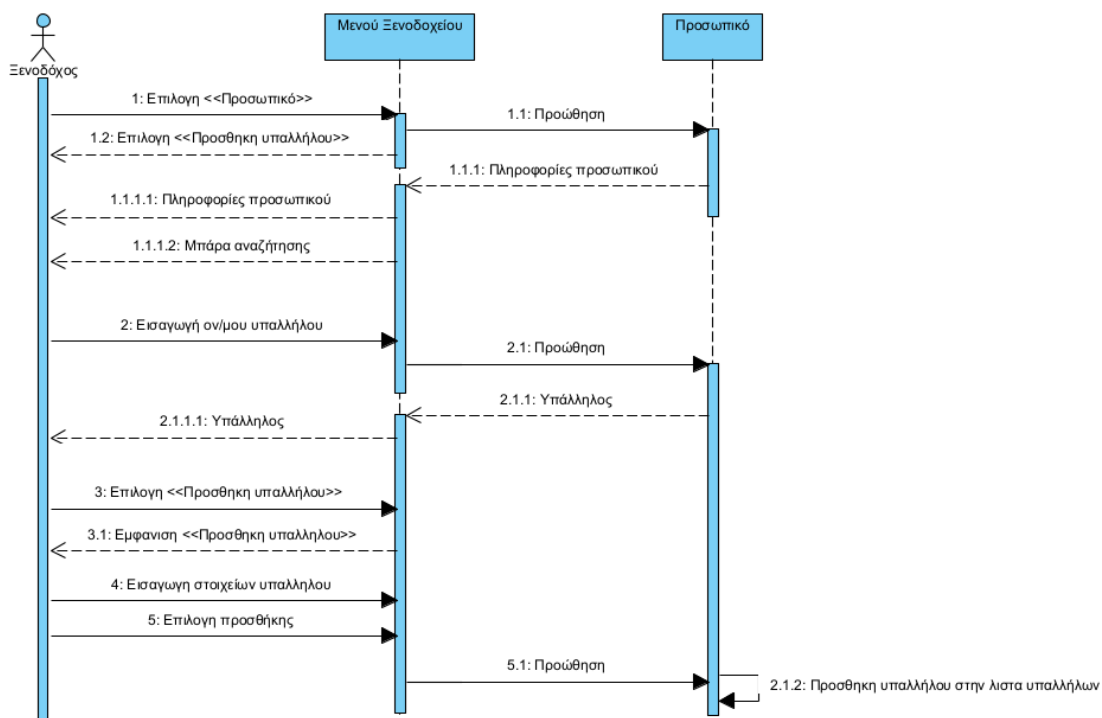 Μενού Ξενοδοχείου
Προσωπικό
Ξενοδόχος
1: Επιλογη <<Προσωπικό>>
1.1: Προώθηση
1.2: Επιλογη <<Προσθηκη υπαλλήλου>>
1.1.1: Πληροφορίες προσωπικού
1.1.1.1: Πληροφορίες προσωπικού
1.1.1.2: Μπάρα αναζήτησης
2: Εισαγωγή ον/μου υπαλλήλου
2.1: Προώθηση
2.1.1: Υπάλληλος
2.1.1.1: Υπάλληλος
3: Επιλογη <<Προσθηκη υπαλλήλου>>
3.1: Εμφανιση <<Προσθηκη υπαλληλου>>
4: Εισαγωγη στοιχείων υπαλληλου
5: Επιλογη προσθήκης
5.1: Προώθηση
2.1.2: Προσθηκη υπαλλήλου στην λιστα υπαλλήλων